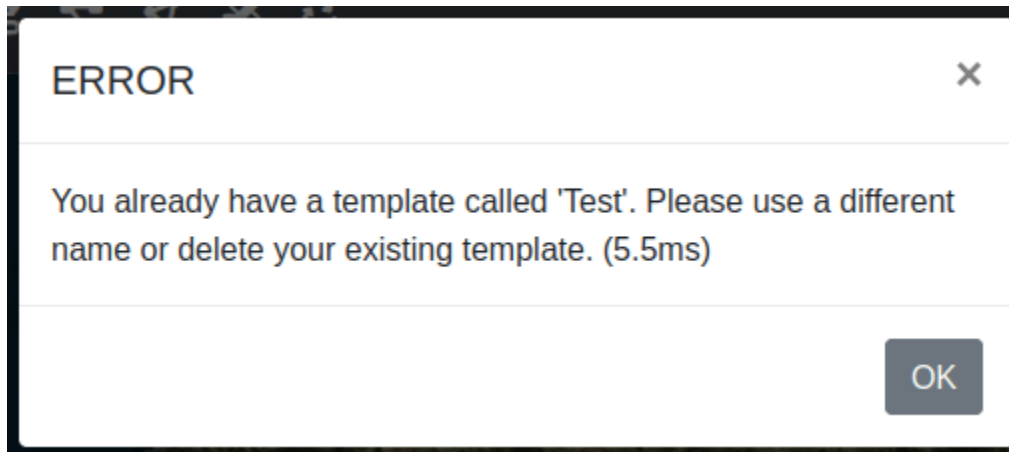 ERROR ×
You already have a template called 'Test'. Please use a different
name or delete your existing template. (5.5ms)
OK